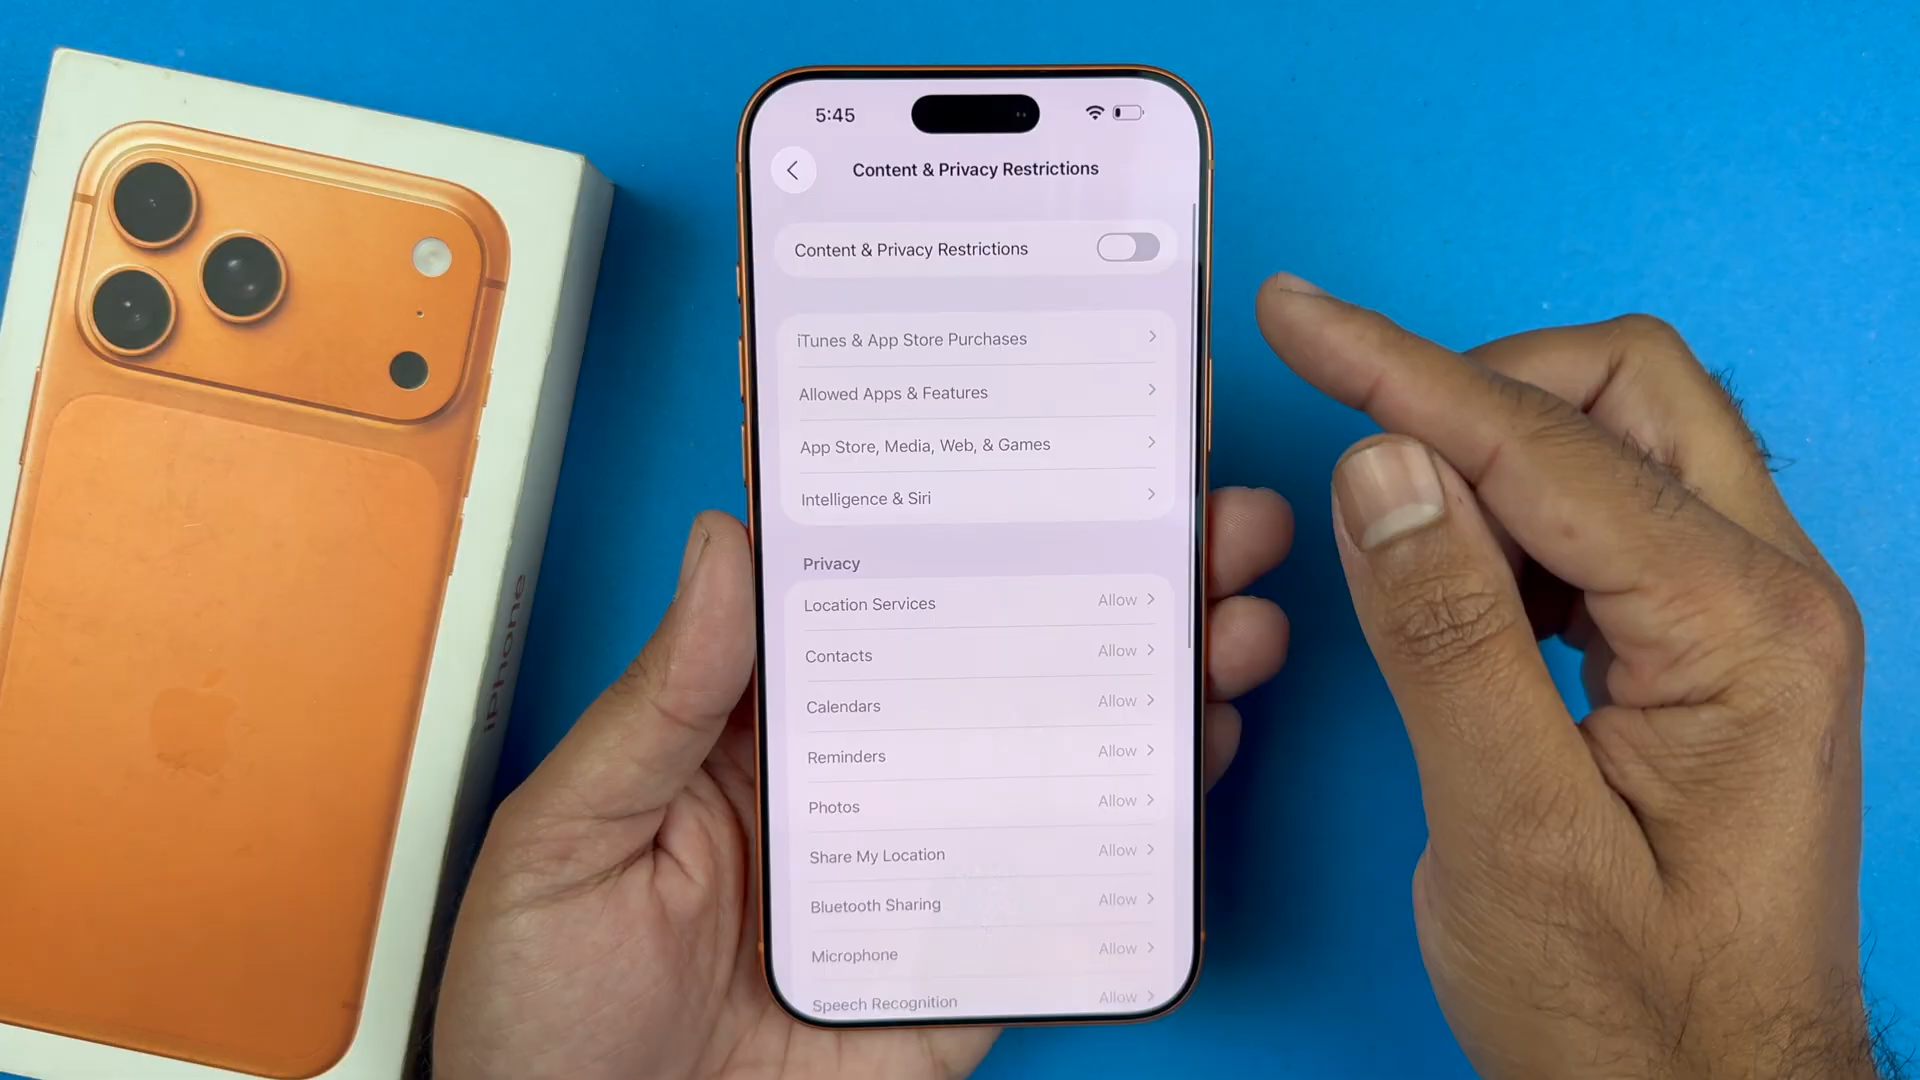 5:45
Content & Privacy Restrictions
Content & Privacy Restrictions
iTunes & App Store Purchases
Allowed Apps & Features
App Store, Media, Web, & Games
Intelligence & Siri
Privacy
Location Services Allow
Contacts Allow
Calendars Allow
Reminders Allow
Photos Allow
Share My Location Allow
Bluetooth Sharing Allow
Microphone Allow
Speech Recognition Allow
iPhone